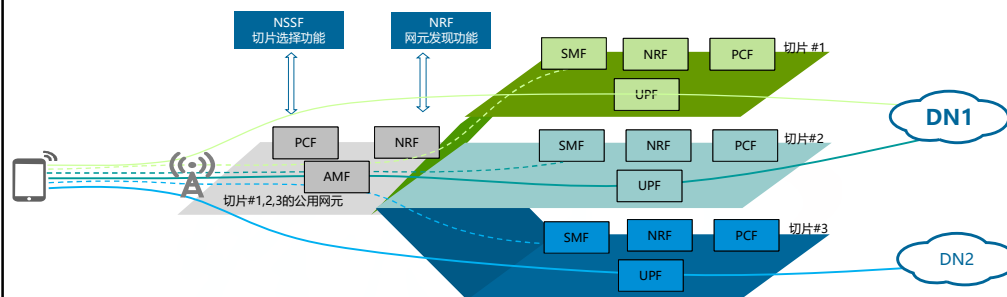 NSSF
切片选择功能
NRF
网元发现功能
SMF
NRF
PCF
切片 #1
UPF
DN1
PCF
NRF
AMF
切片#1,2,3的公用网元
SMF
NRF
PCF
切片#2
UPF
SMF
NRF
PCF
切片#3
UPF
DN2